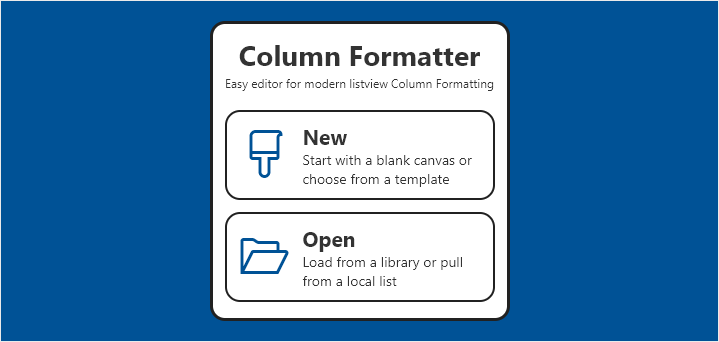 Column Formatter
Easy editor for modern listview Column Formatting
New
Start with a blank canvas or
choose from a template
Open
Load from a library or pull
from a local list